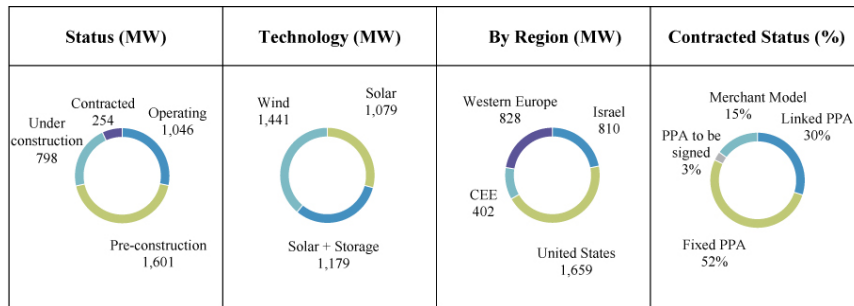 Status (MW)
Technology (MW)
By Region (MW)
Contracted Status (%)
Contracted
254
Operating
1,046
Under
construction
798
Pre-construction
1,601
Wind
1,441
Solar
1,079
Solar + Storage
1,179
Western Europe
828
Israel
810
CEE
402
United States
1,659
Merchant Model
15%
Linked PPA
30%
PPA to be
signed
3%
Fixed PPA
52%